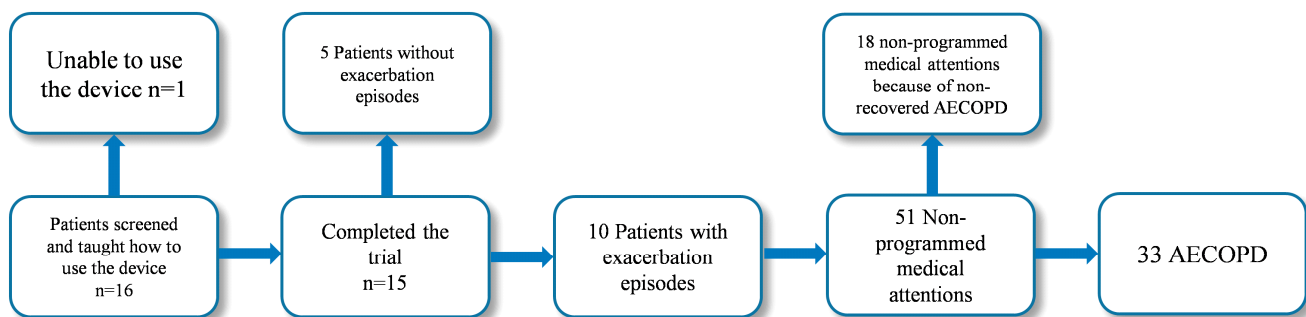 Unable to use
the device n=1
5 Patients without
exacerbation episodes
18 non-programmed
medical attentions
because of non-
recovered AECOPD
Patients screened
and taught how to
use the device
n=16
Completed the
trial
n=15
10 Patients with
exacerbation
episodes
51 Non-
programmed
medical
attentions
33 AECOPD